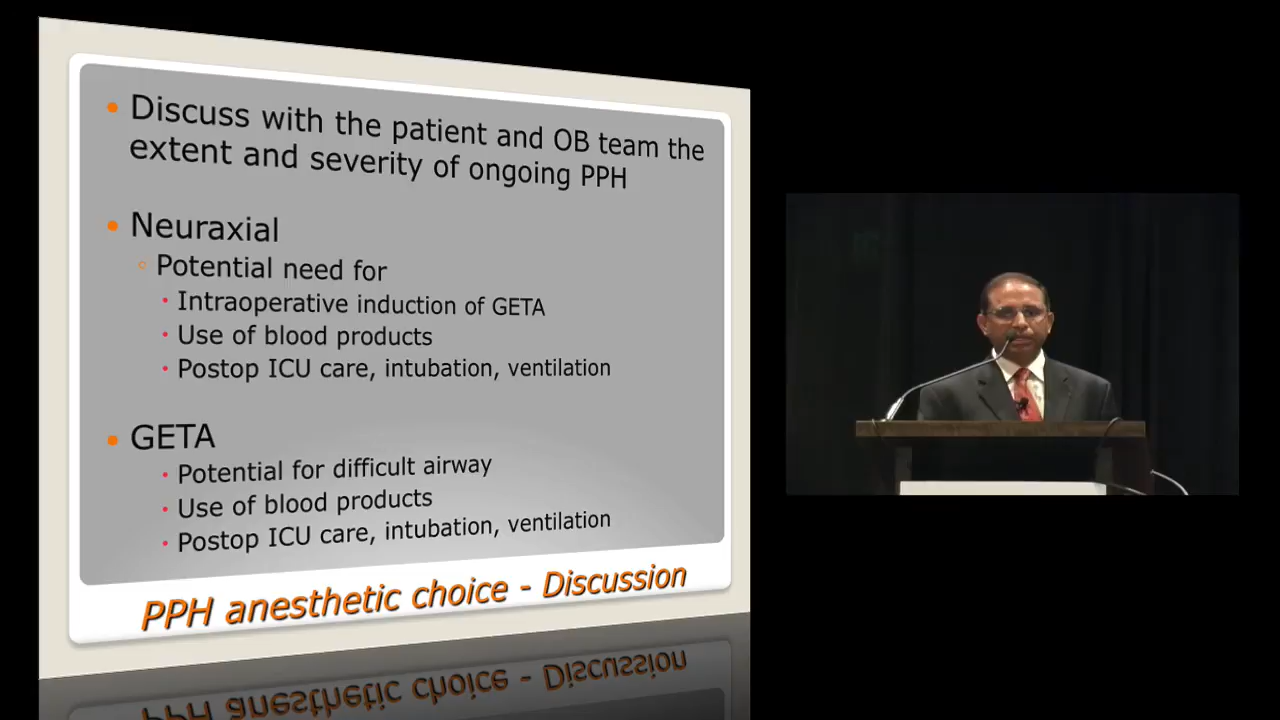 Discuss with the patient and OB team the
extent and severity of ongoing PPH
Neuraxial
Potential need for
Intraoperative induction of GETA
Use of blood products
Postop ICU care, intubation, ventilation
GETA
Potential for difficult airway
Use of blood products
Postop ICU care, intubation, ventilation
PPH anesthetic choice - Discussion